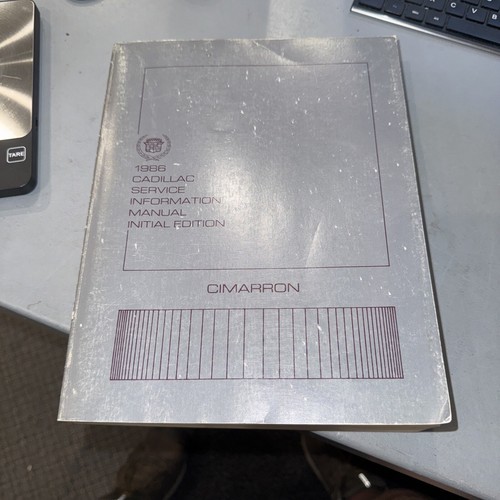 1986
CADILLAC
SERVICE
INFORMATION
MANUAL
INITIAL EDITION
CIMARRON
TARE
C V B